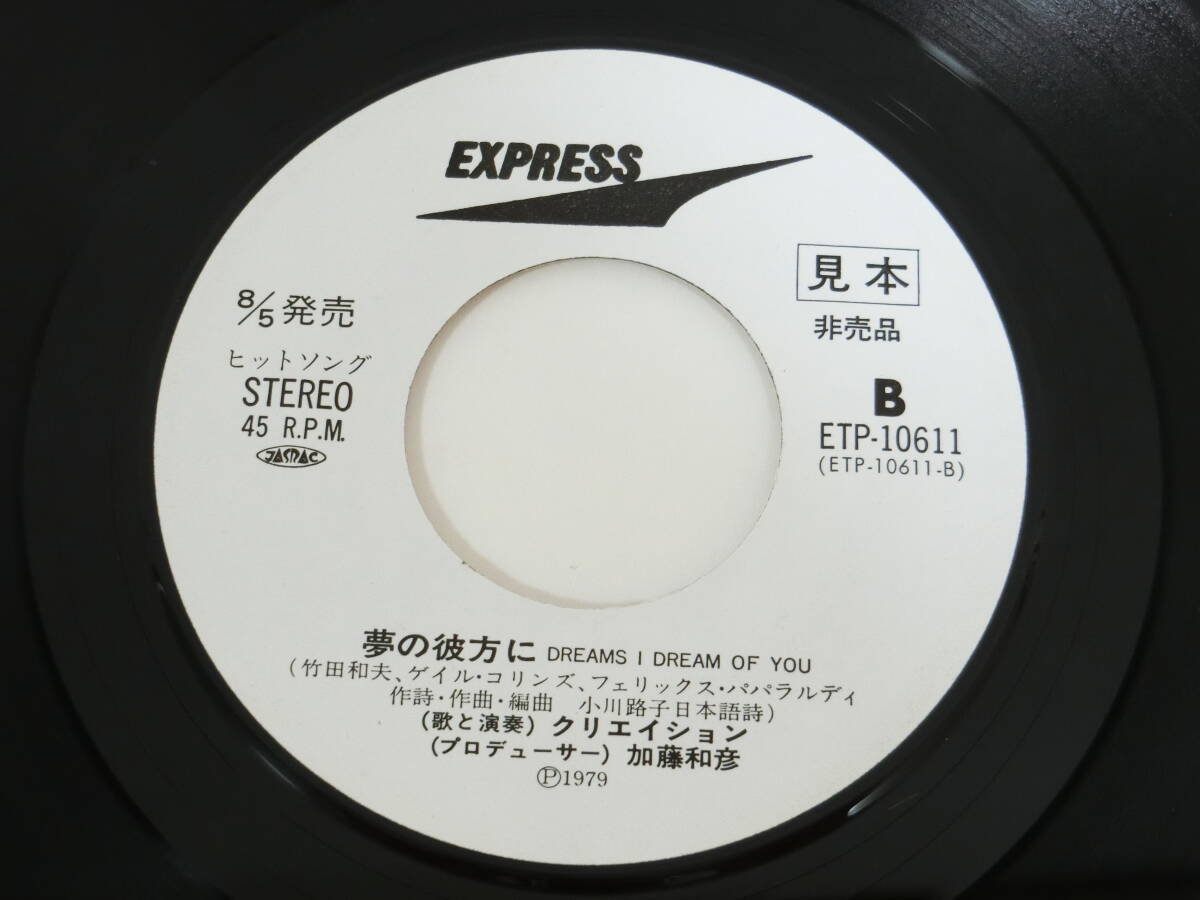 EXPRESS
8/5発売
ヒットソング
STEREO
45 R.P.M.
JASRAC
見本
非売品
B
ETP-10611
(ETP-10611-B)
夢の彼方に DREAMS I DREAM OF YOU
(竹田和夫、ゲイル・コリンズ、フェリックス・パパラルディ
作詩・作曲・編曲 小川路子日本語詩)
(歌と演奏) クリエイション
(プロデューサー) 加藤和彦
Ⓟ1979